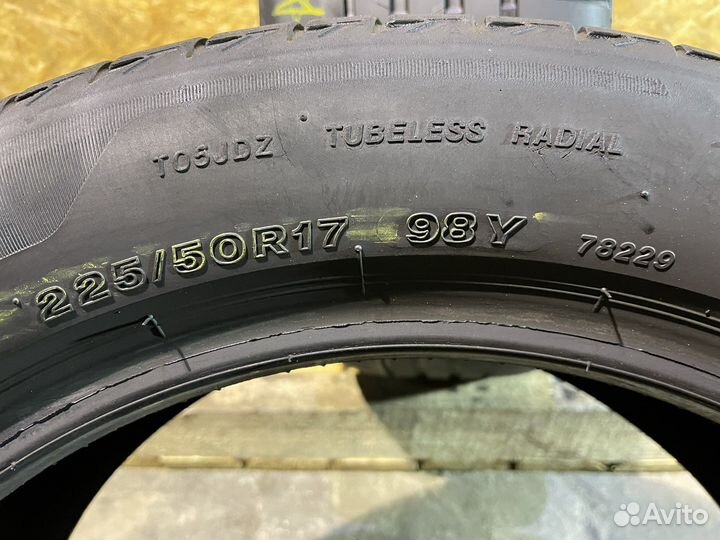 T05JDZ TUBELESS RADIAL
225/50R17 98Y 78229
Avito